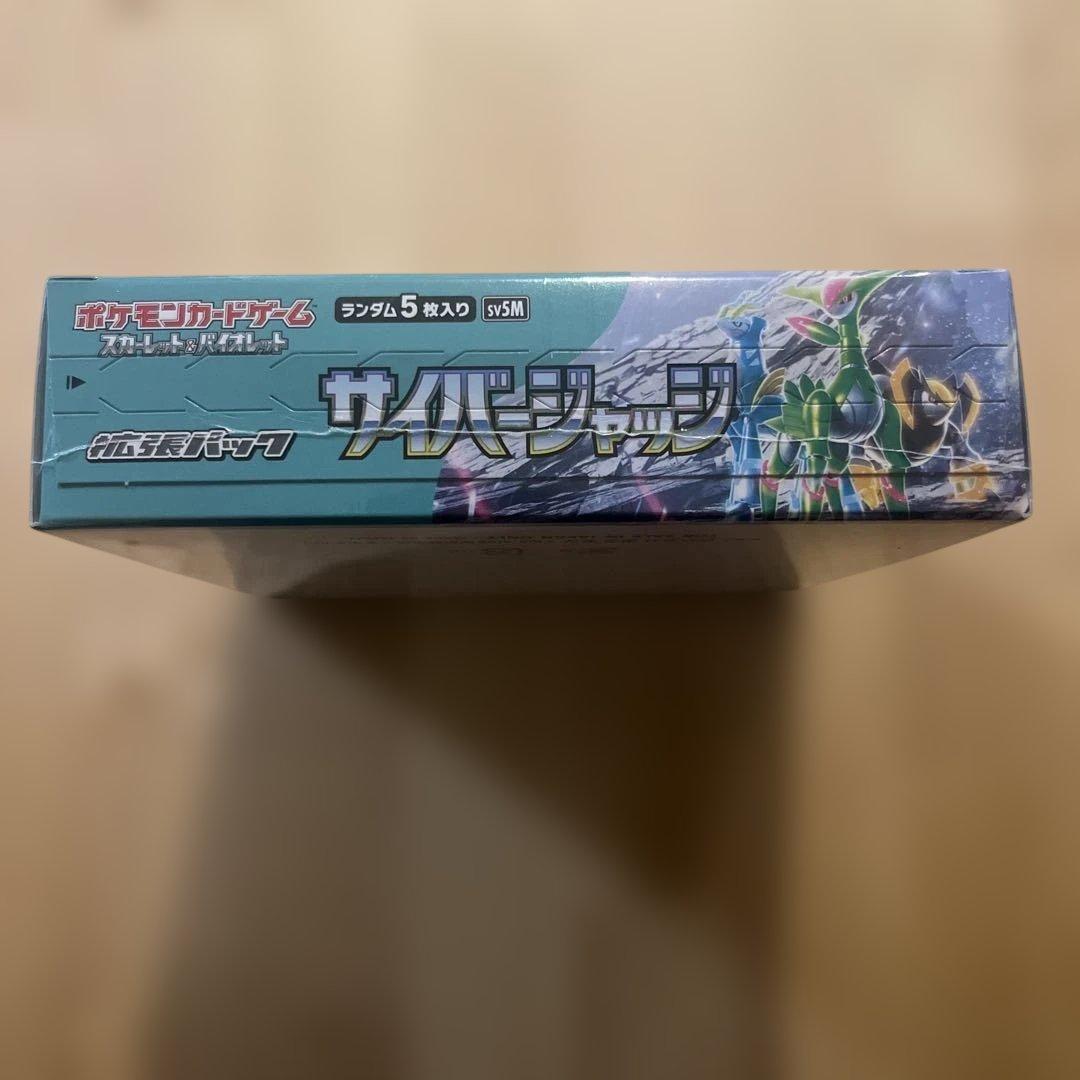 ポケモンカードゲーム
スカーレット&バイオレット
ランダム5枚入り SV5M
拡張パック
サイバージャッジ